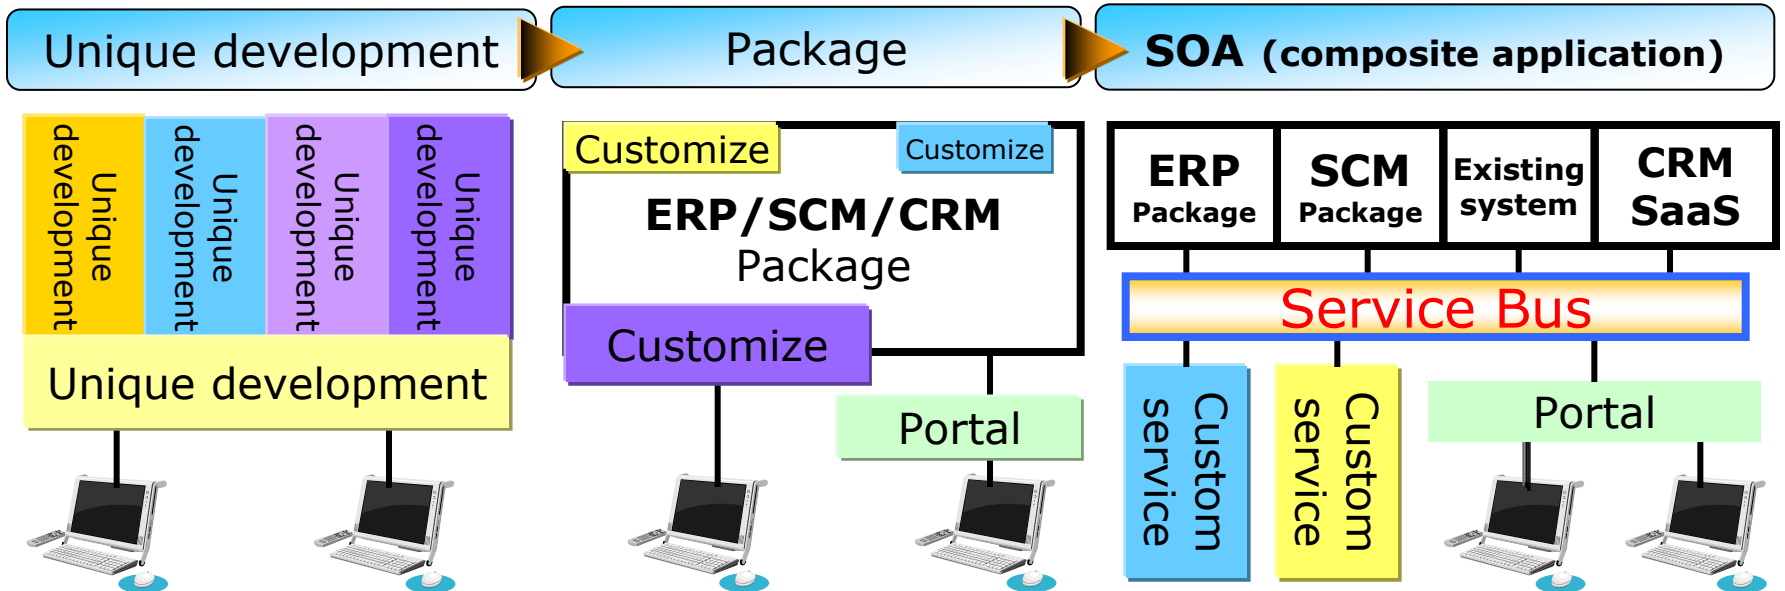 Unique development
Package
SOA (composite application)
Unique
development
Unique
development
Unique
development
Unique
development
Unique development
Customize
Customize
ERP/SCM/CRM
Package
Customize
Portal
ERP
Package
SCM
Package
Existing
system
CRM
SaaS
Service Bus
Custom
service
Custom
service
Portal